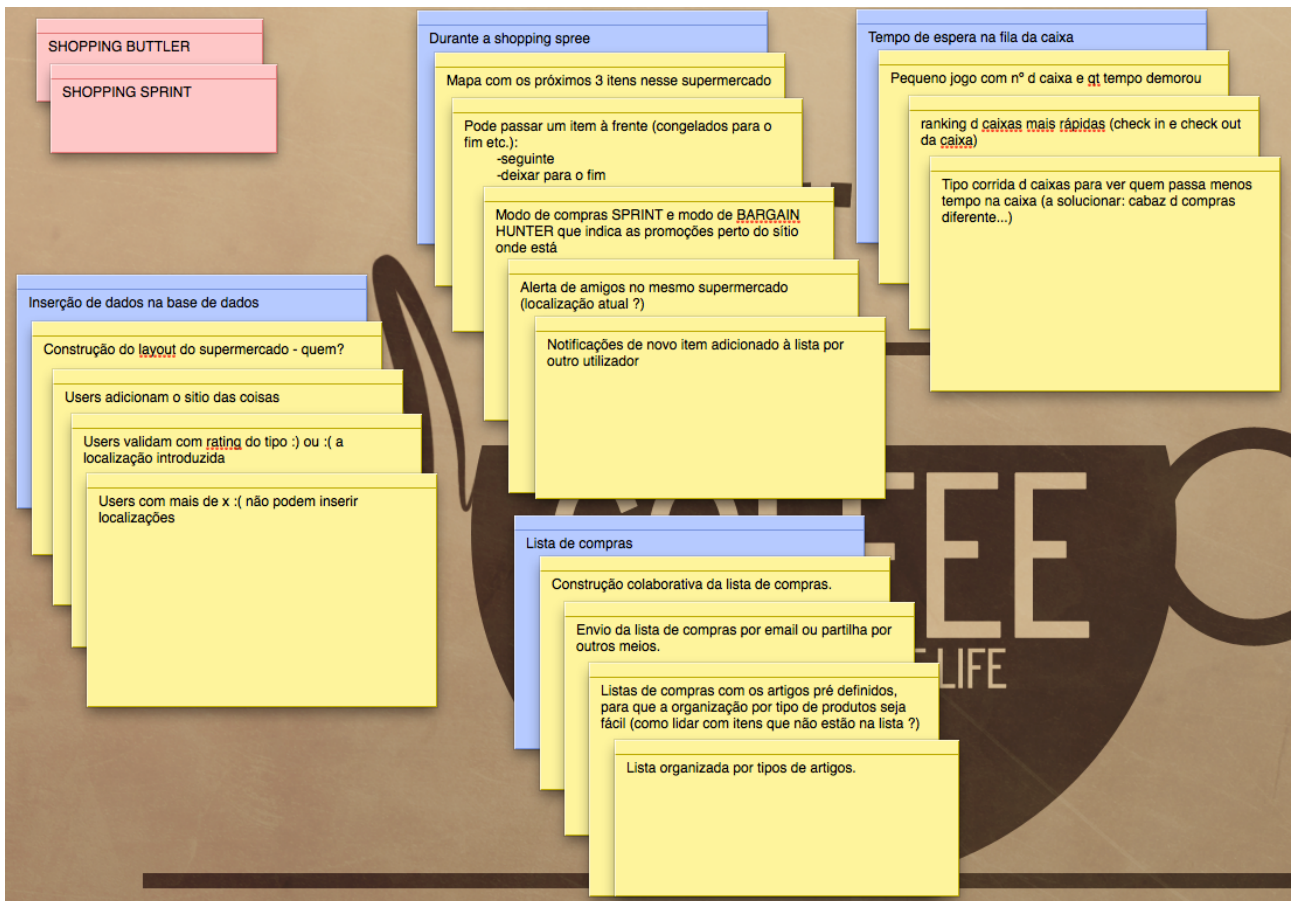 SHOPPING BUTTLER
SHOPPING SPRINT
Durante a shopping spree
Mapa com os próximos 3 itens nesse supermercado
Pode passar um item à frente (congelados para o
fim etc.):
-seguinte
-deixar para o fim
Modo de compras SPRINT e modo de BARGAIN
HUNTER que indica as promoções perto do sítio
onde está
Alerta de amigos no mesmo supermercado
(localização atual ?)
Notificações de novo item adicionado à lista por
outro utilizador
Tempo de espera na fila da caixa
Pequeno jogo com nº d caixa e qt tempo demorou
ranking d caixas mais rápidas (check in e check out
da caixa)
Tipo corrida d caixas para ver quem passa menos
tempo na caixa (a solucionar: cabaz d compras
diferente...)
Inserção de dados na base de dados
Construção do layout do supermercado - quem?
Users adicionam o sitio das coisas
Users validam com rating do tipo :) ou :( a
localização introduzida
Users com mais de x :( não podem inserir
localizações
Lista de compras
Construção colaborativa da lista de compras.
Envio da lista de compras por email ou partilha por
outros meios.
Listas de compras com os artigos pré definidos,
para que a organização por tipo de produtos seja
fácil (como lidar com itens que não estão na lista ?)
Lista organizada por tipos de artigos.
LIFE